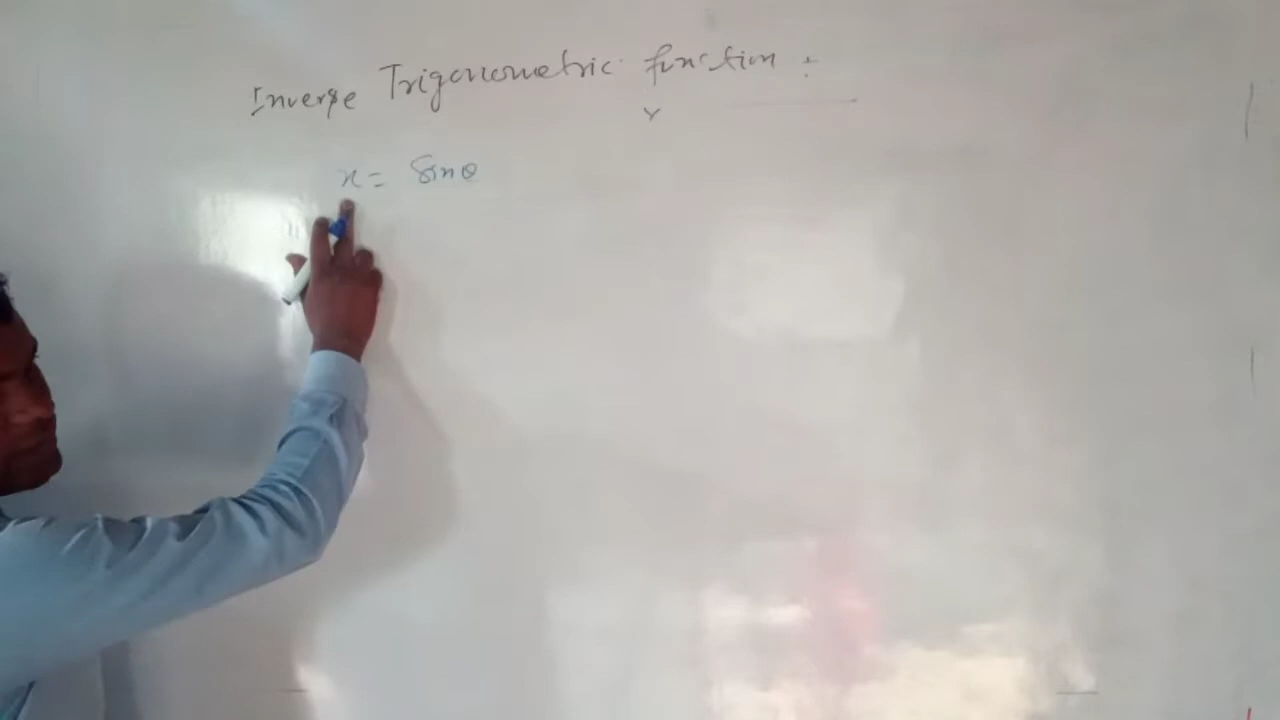 Inverse Trigonometric function :
x = Sinθ